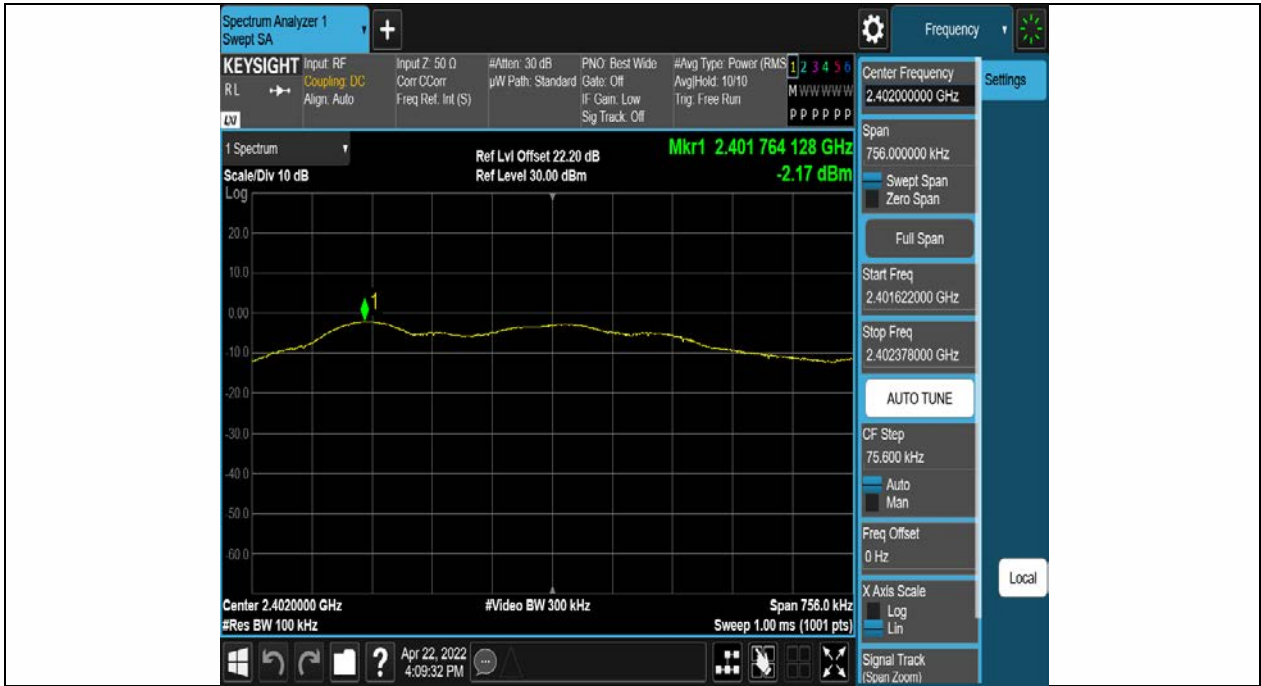 Spectrum Analyzer 1
Swept SA
+
Frequency
KEYSIGHT
RL
LXI
Input: RF
Coupling: DC
Align: Auto
Input Z: 50 Ω
Corr CCorr
Freq Ref: Int (S)
#Atten: 30 dB
µW Path: Standard
PNO: Best Wide
Gate: Off
IF Gain: Low
Sig Track: Off
#Avg Type: Power (RMS
Avg|Hold: 10/10
Trig: Free Run
1 2 3 4 5 6
M W W W W W
P P P P P P
1 Spectrum
Scale/Div 10 dB
Ref Lvl Offset 22.20 dB
Ref Level 30.00 dBm
Mkr1 2.401 764 128 GHz
-2.17 dBm
Log
20.0
10.0
0.00
-10.0
-20.0
-30.0
-40.0
-50.0
-60.0
1
Center 2.4020000 GHz
#Res BW 100 kHz
#Video BW 300 kHz
Span 756.0 kHz
Sweep 1.00 ms (1001 pts)
?
Apr 22, 2022
4:09:32 PM
Center Frequency
2.402000000 GHz
Span
756.000000 kHz
Swept Span
Zero Span
Full Span
Start Freq
2.401622000 GHz
Stop Freq
2.402378000 GHz
AUTO TUNE
CF Step
75.600 kHz
Auto
Man
Freq Offset
0 Hz
X Axis Scale
Log
Lin
Signal Track
(Span Zoom)
Settings
Local